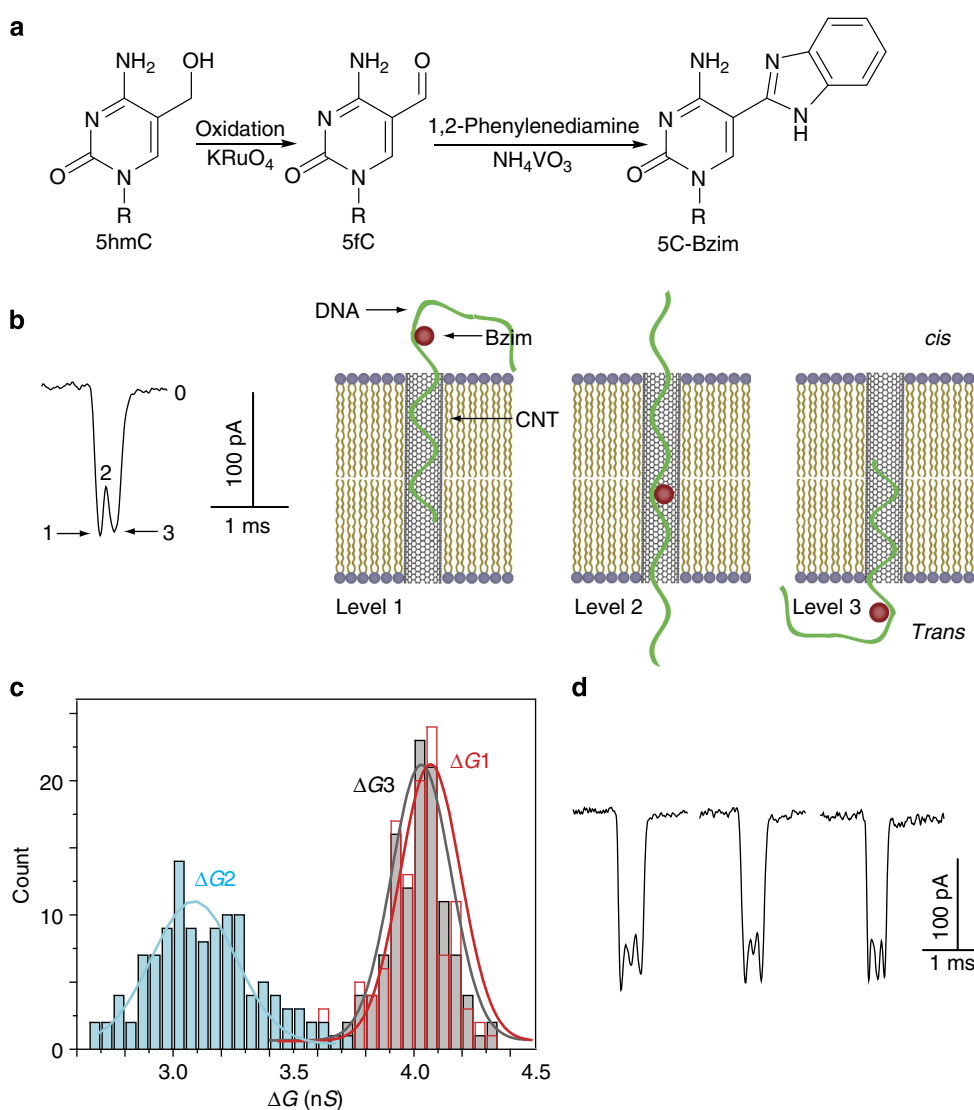 a
NH₂
OH
N
O
N
R
5hmC
Oxidation
KRuO₄
NH₂
O
N
O
N
R
5fC
1,2-Phenylenediamine
NH₄VO₃
NH₂
N
N
H
N
O
N
R
5C-Bzim
b
0
2
1
3
100 pA
1 ms
DNA
Bzim
CNT
cis
Level 1
Level 2
Level 3
Trans
c
Count
20
10
0
ΔG2
ΔG3
ΔG1
3.0
3.5
4.0
4.5
ΔG (nS)
d
100 pA
1 ms